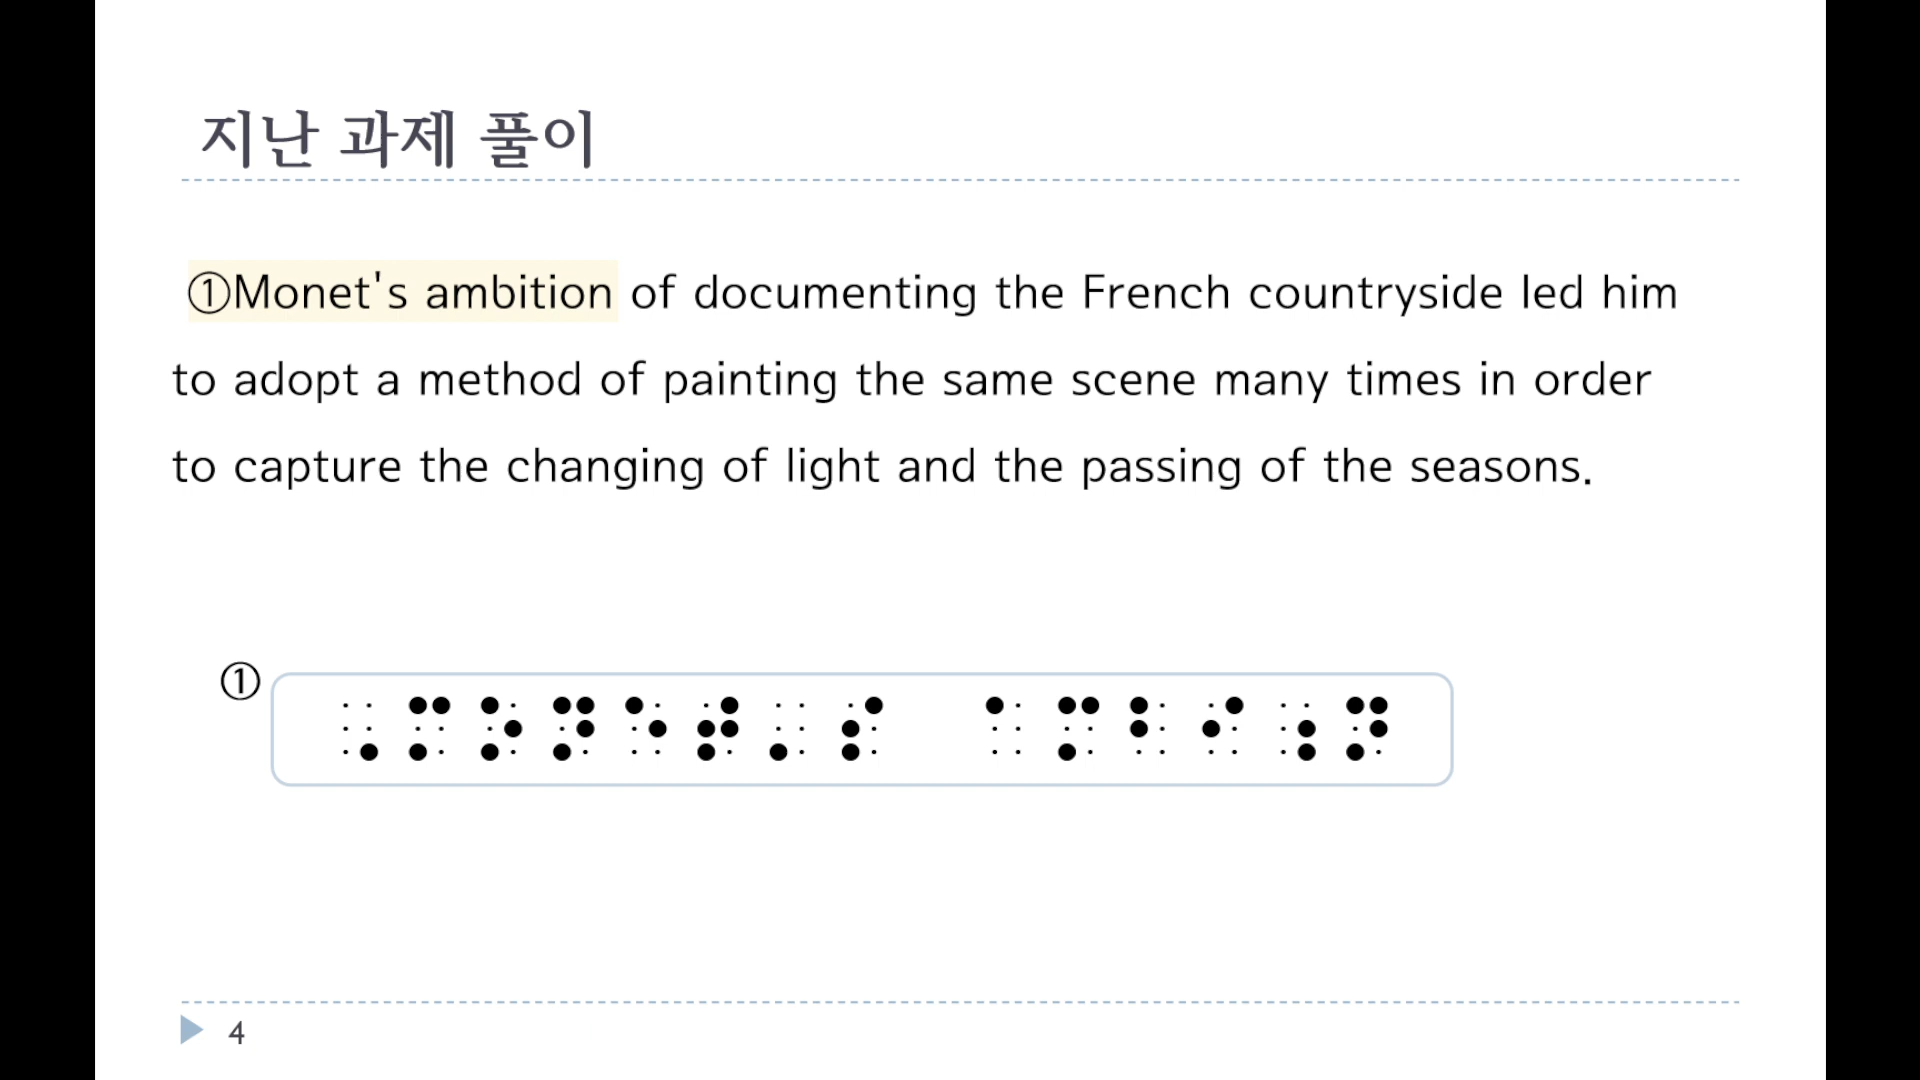 지난 과제 풀이
①Monet's ambition of documenting the French countryside led him
to adopt a method of painting the same scene many times in order
to capture the changing of light and the passing of the seasons.
①
⠠⠍⠕⠝⠑⠞⠄⠎ ⠁⠍⠃⠊⠰⠝
4